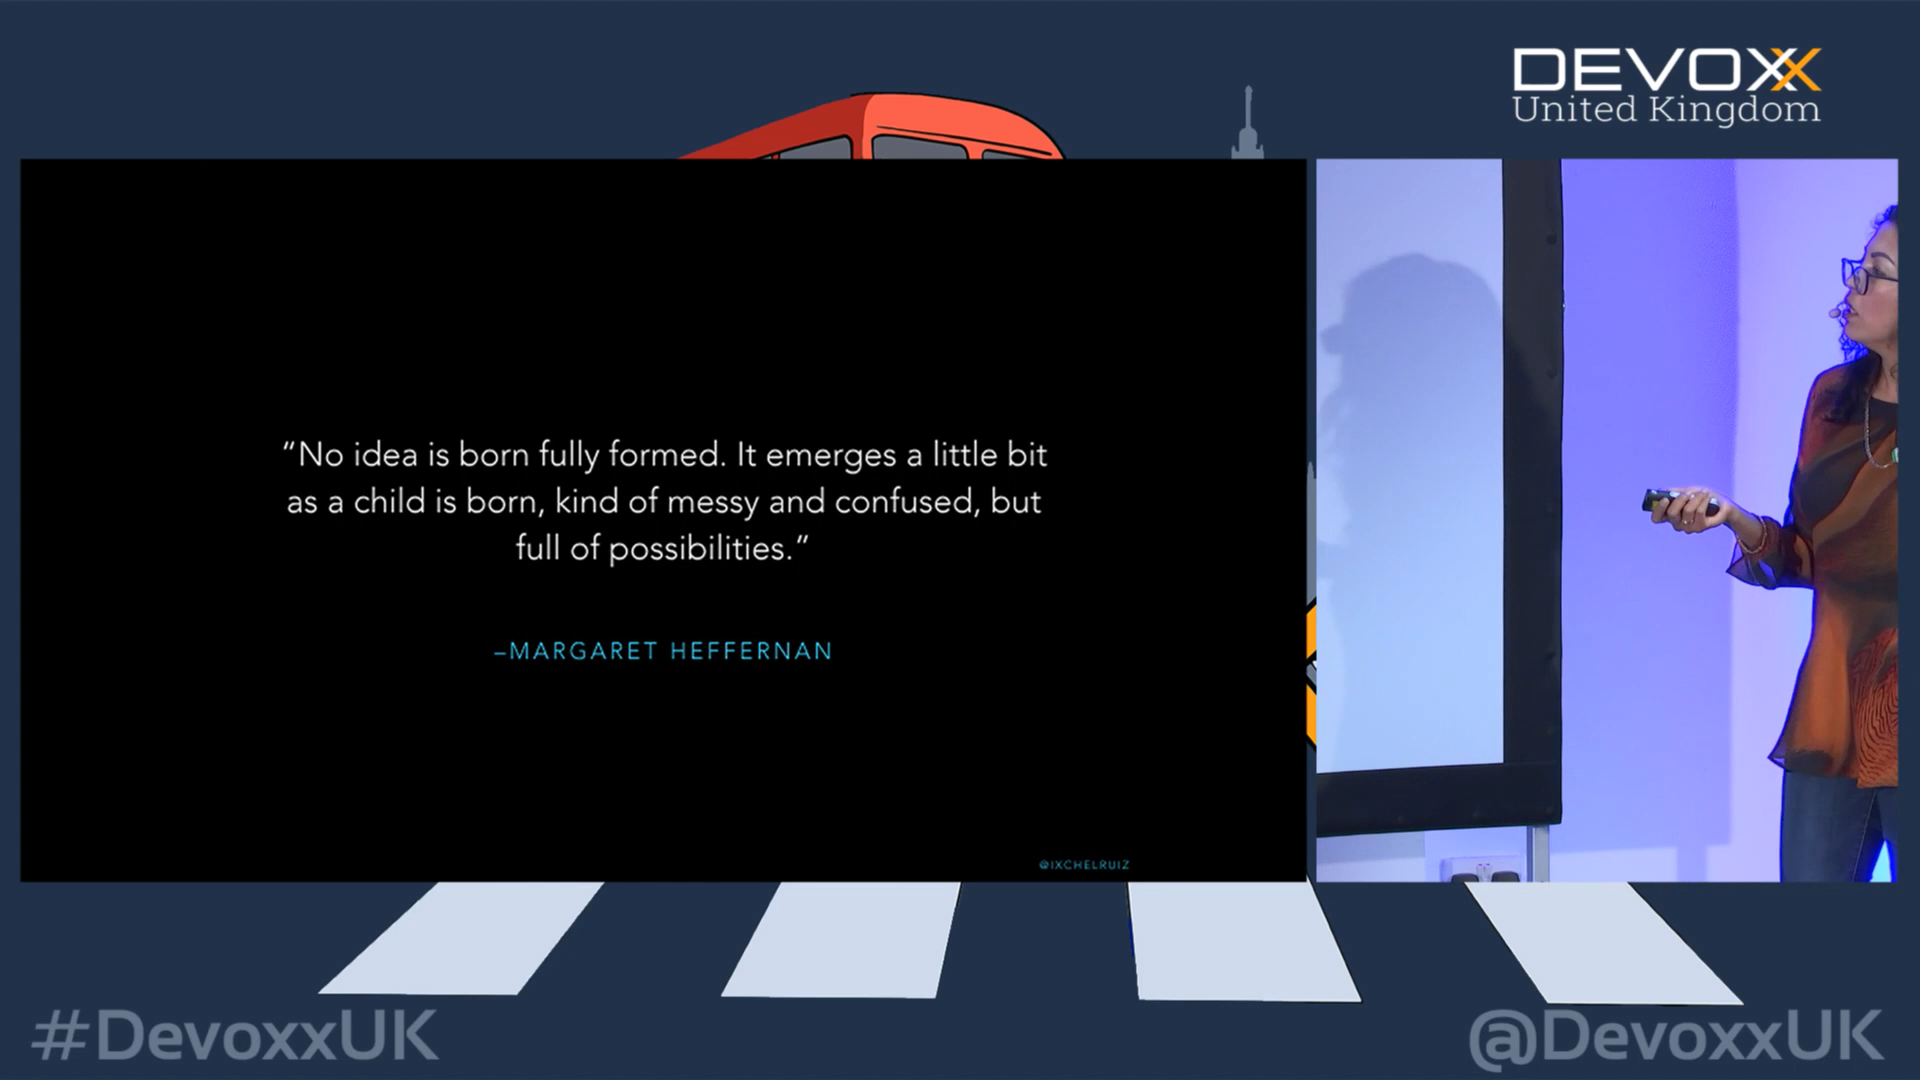 DEVOXX
United Kingdom
“No idea is born fully formed. It emerges a little bit
as a child is born, kind of messy and confused, but
full of possibilities.”
–MARGARET HEFFERNAN
@IXCHELRUIZ
#DevoxxUK
@DevoxxUK